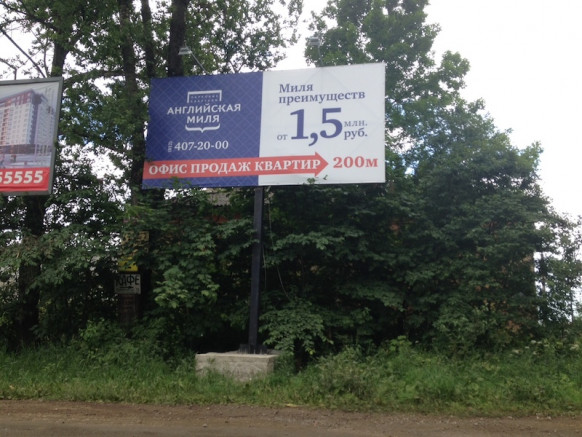 55555
АНГЛИЙСКАЯ
МИЛЯ
407-20-00
Миля
преимуществ
от 1,5 млн.
руб.
ОФИС ПРОДАЖ КВАРТИР 200м